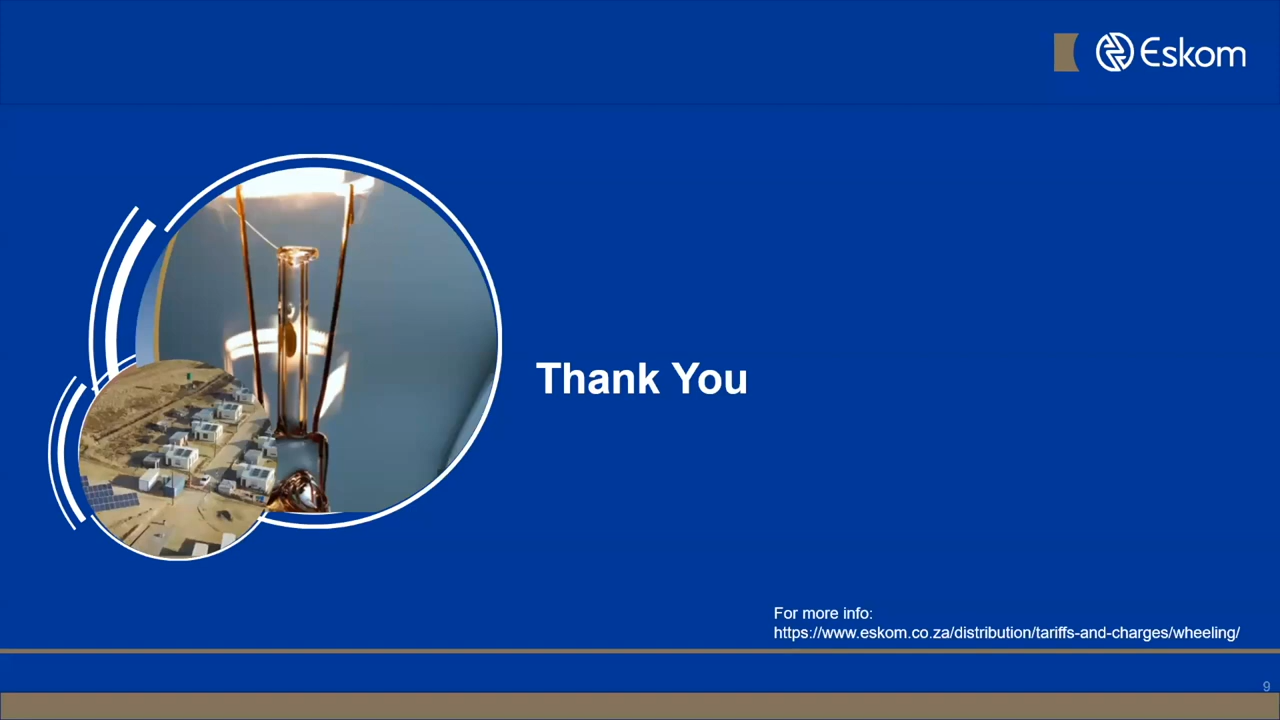 Eskom
Thank You
For more info:
https://www.eskom.co.za/distribution/tariffs-and-charges/wheeling/
9